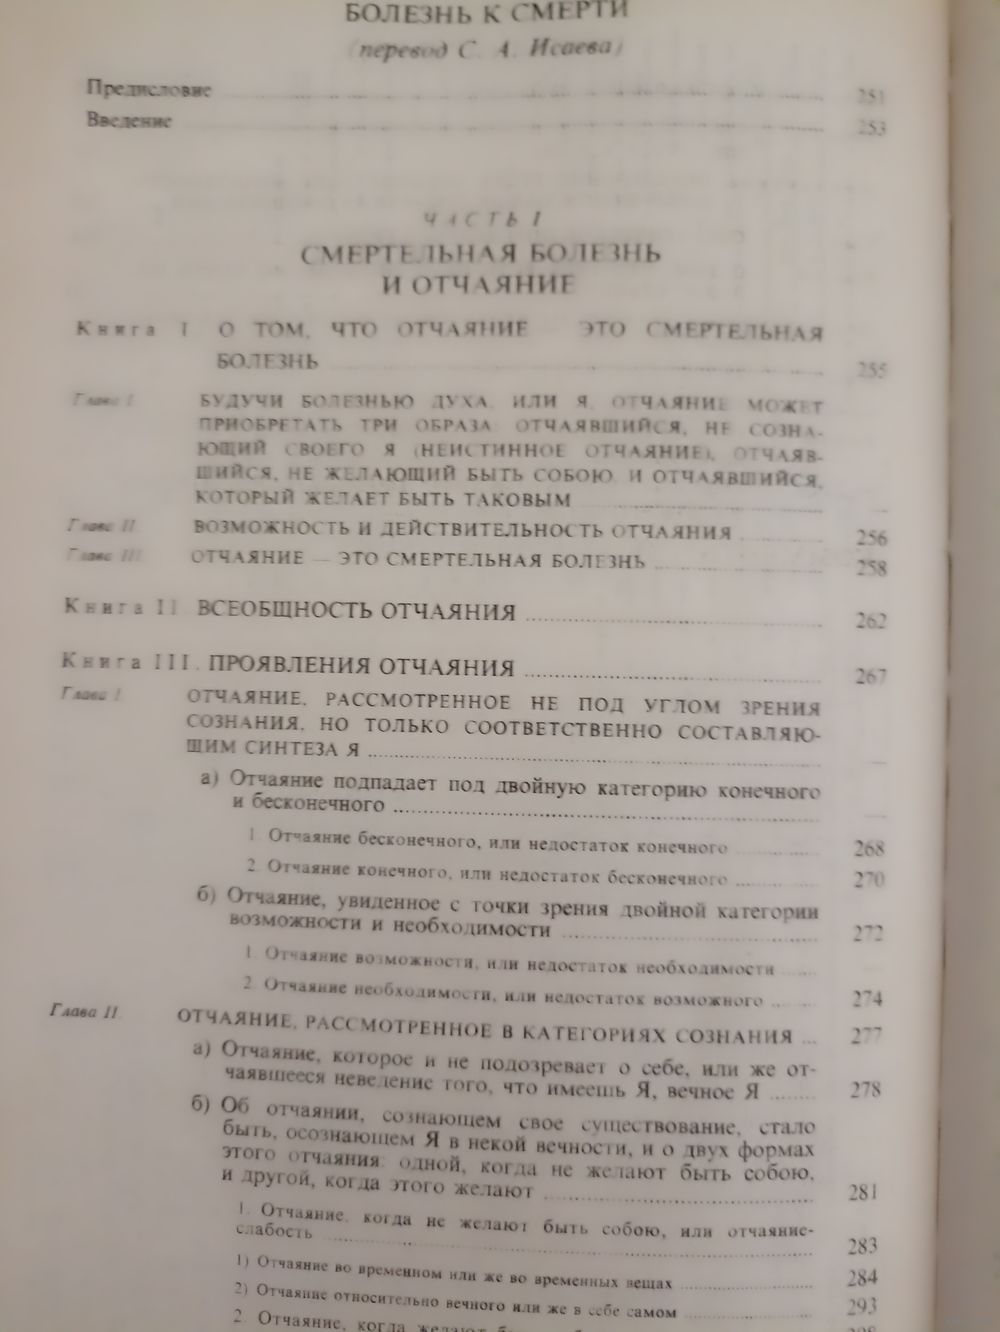 БОЛЕЗНЬ К СМЕРТИ
(перевод С. А. Исаева)
Предисловие 251
Введение 253
ЧАСТЬ I
СМЕРТЕЛЬНАЯ БОЛЕЗНЬ
И ОТЧАЯНИЕ
Книга I О ТОМ, ЧТО ОТЧАЯНИЕ — ЭТО СМЕРТЕЛЬНАЯ
БОЛЕЗНЬ 255
Глава I. БУДУЧИ БОЛЕЗНЬЮ ДУХА, ИЛИ Я, ОТЧАЯНИЕ МОЖЕТ
ПРИОБРЕТАТЬ ТРИ ОБРАЗА: ОТЧАЯВШИЙСЯ, НЕ СОЗНА-
ЮЩИЙ СВОЕГО Я (НЕИСТИННОЕ ОТЧАЯНИЕ), ОТЧАЯВ-
ШИЙСЯ, НЕ ЖЕЛАЮЩИЙ БЫТЬ СОБОЮ, И ОТЧАЯВШИЙСЯ,
КОТОРЫЙ ЖЕЛАЕТ БЫТЬ ТАКОВЫМ —
Глава II. ВОЗМОЖНОСТЬ И ДЕЙСТВИТЕЛЬНОСТЬ ОТЧАЯНИЯ 256
Глава III. ОТЧАЯНИЕ — ЭТО СМЕРТЕЛЬНАЯ БОЛЕЗНЬ 258
Книга II. ВСЕОБЩНОСТЬ ОТЧАЯНИЯ 262
Книга III. ПРОЯВЛЕНИЯ ОТЧАЯНИЯ 267
Глава I. ОТЧАЯНИЕ, РАССМОТРЕННОЕ НЕ ПОД УГЛОМ ЗРЕНИЯ
СОЗНАНИЯ, НО ТОЛЬКО СООТВЕТСТВЕННО СОСТАВЛЯЮ-
ЩИМ СИНТЕЗА Я —
а) Отчаяние подпадает под двойную категорию конечного
и бесконечного —
1. Отчаяние бесконечного, или недостаток конечного 268
2. Отчаяние конечного, или недостаток бесконечного 270
б) Отчаяние, увиденное с точки зрения двойной категории
возможности и необходимости 272
1. Отчаяние возможности, или недостаток необходимости
2. Отчаяние необходимости, или недостаток возможного 274
Глава II. ОТЧАЯНИЕ, РАССМОТРЕННОЕ В КАТЕГОРИЯХ СОЗНАНИЯ 277
а) Отчаяние, которое и не подозревает о себе, или же от-
чаявшееся неведение того, что имеешь Я, вечное Я 278
б) Об отчаянии, сознающем свое существование, стало
быть, осознающем Я в некой вечности, и о двух формах
этого отчаяния: одной, когда не желают быть собою,
и другой, когда этого желают 281
1. Отчаяние, когда не желают быть собою, или отчаяние-
слабость 283
1) Отчаяние во временном или же во временных вещах 284
2) Отчаяние относительно вечного или же в себе самом 293
2. Отчаяние, когда